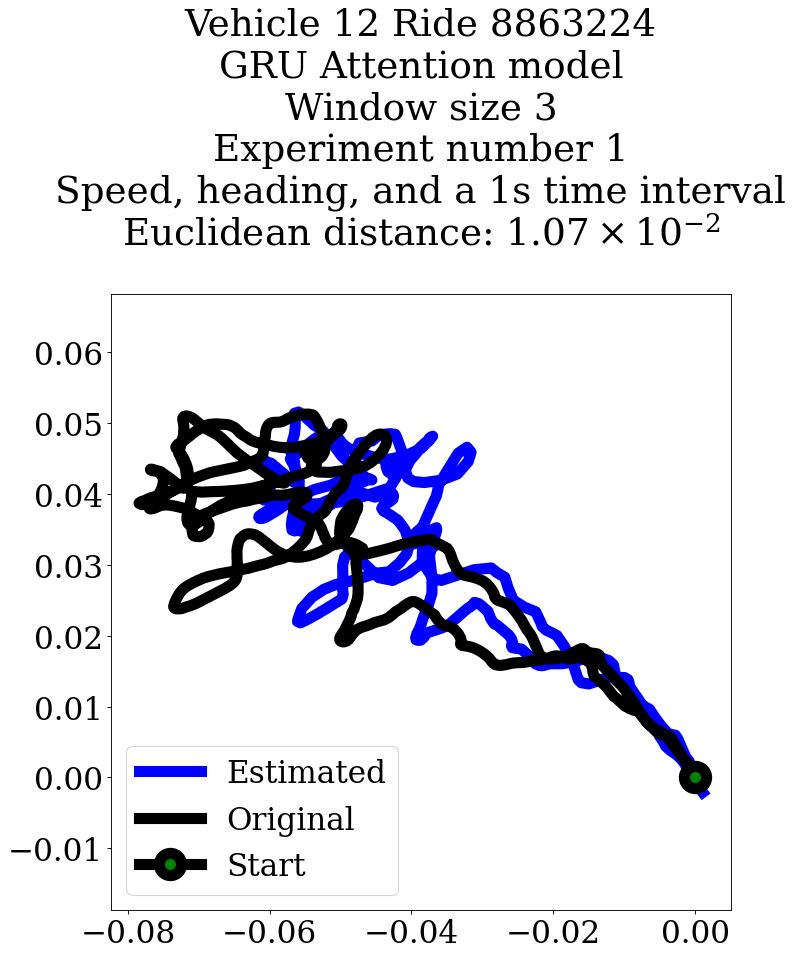 Vehicle 12 Ride 8863224
GRU Attention model
Window size 3
Experiment number 1
Speed, heading, and a 1s time interval
Euclidean distance: 1.07 × 10⁻²
0.06
0.05
0.04
0.03
0.02
0.01
0.00
−0.01
Estimated
Original
Start
−0.08 −0.06 −0.04 −0.02 0.00